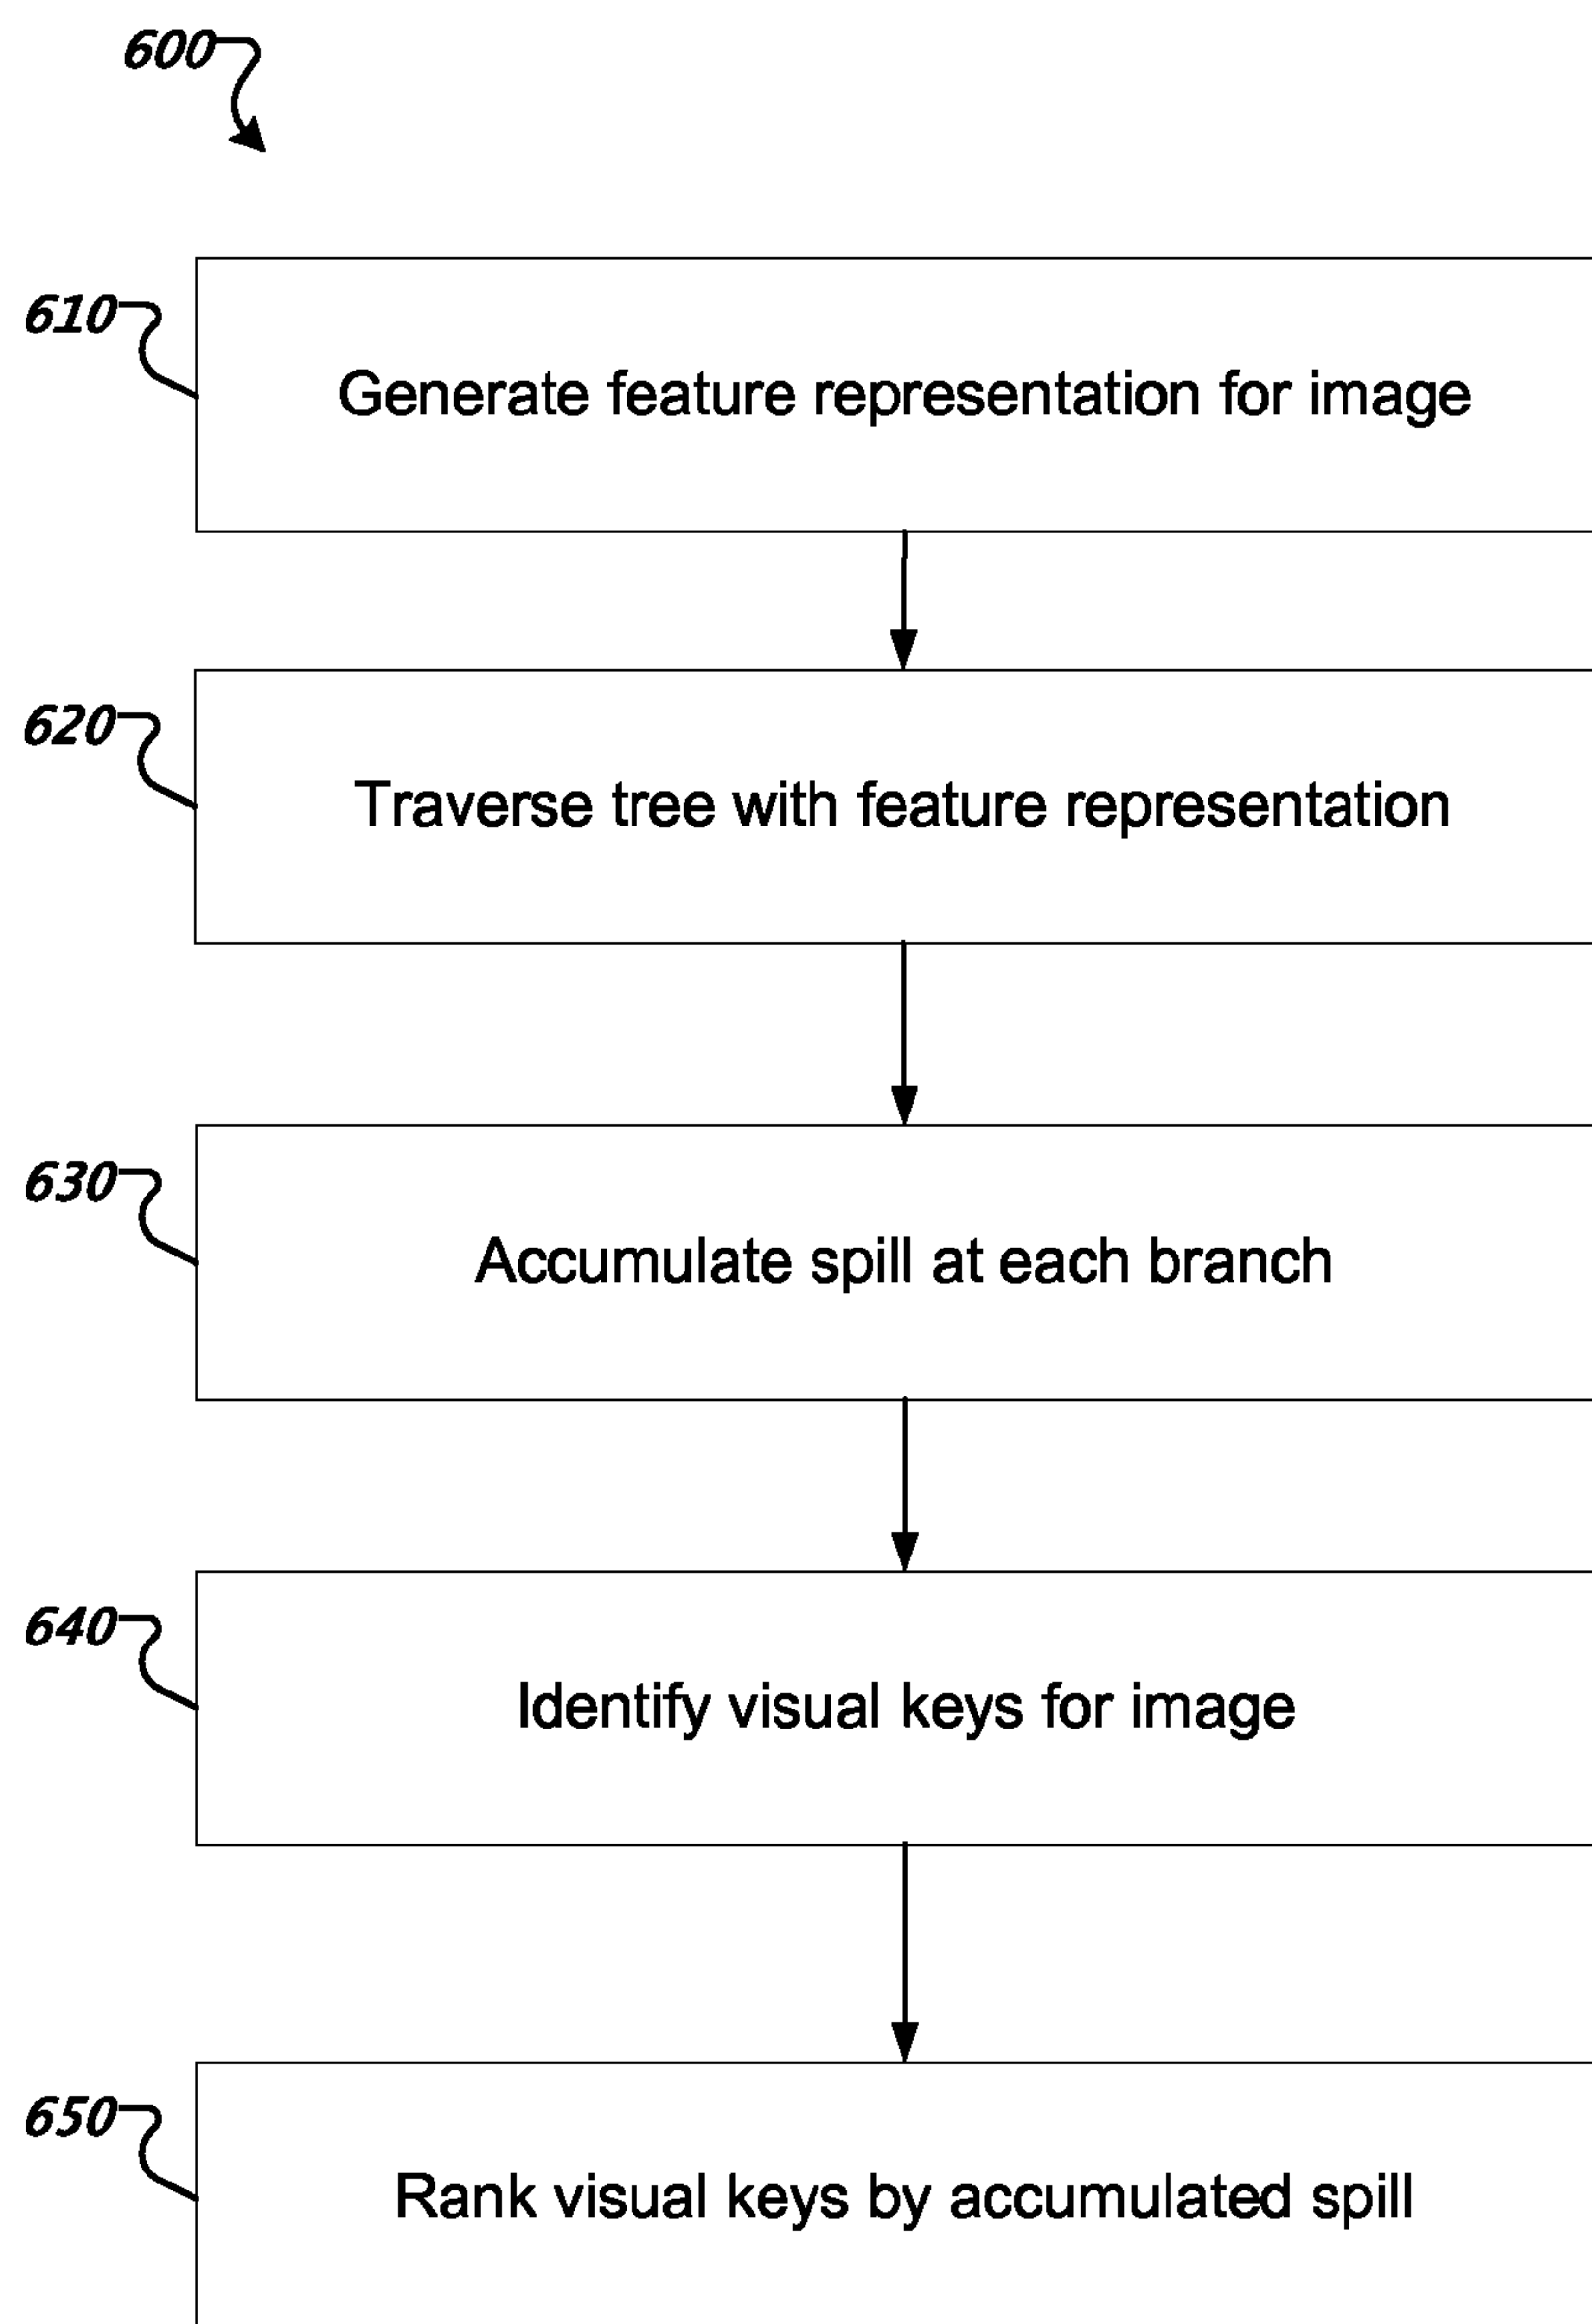 600
610
Generate feature representation for image
620
Traverse tree with feature representation
630
Accumulate spill at each branch
640
Identify visual keys for image
650
Rank visual keys by accumulated spill